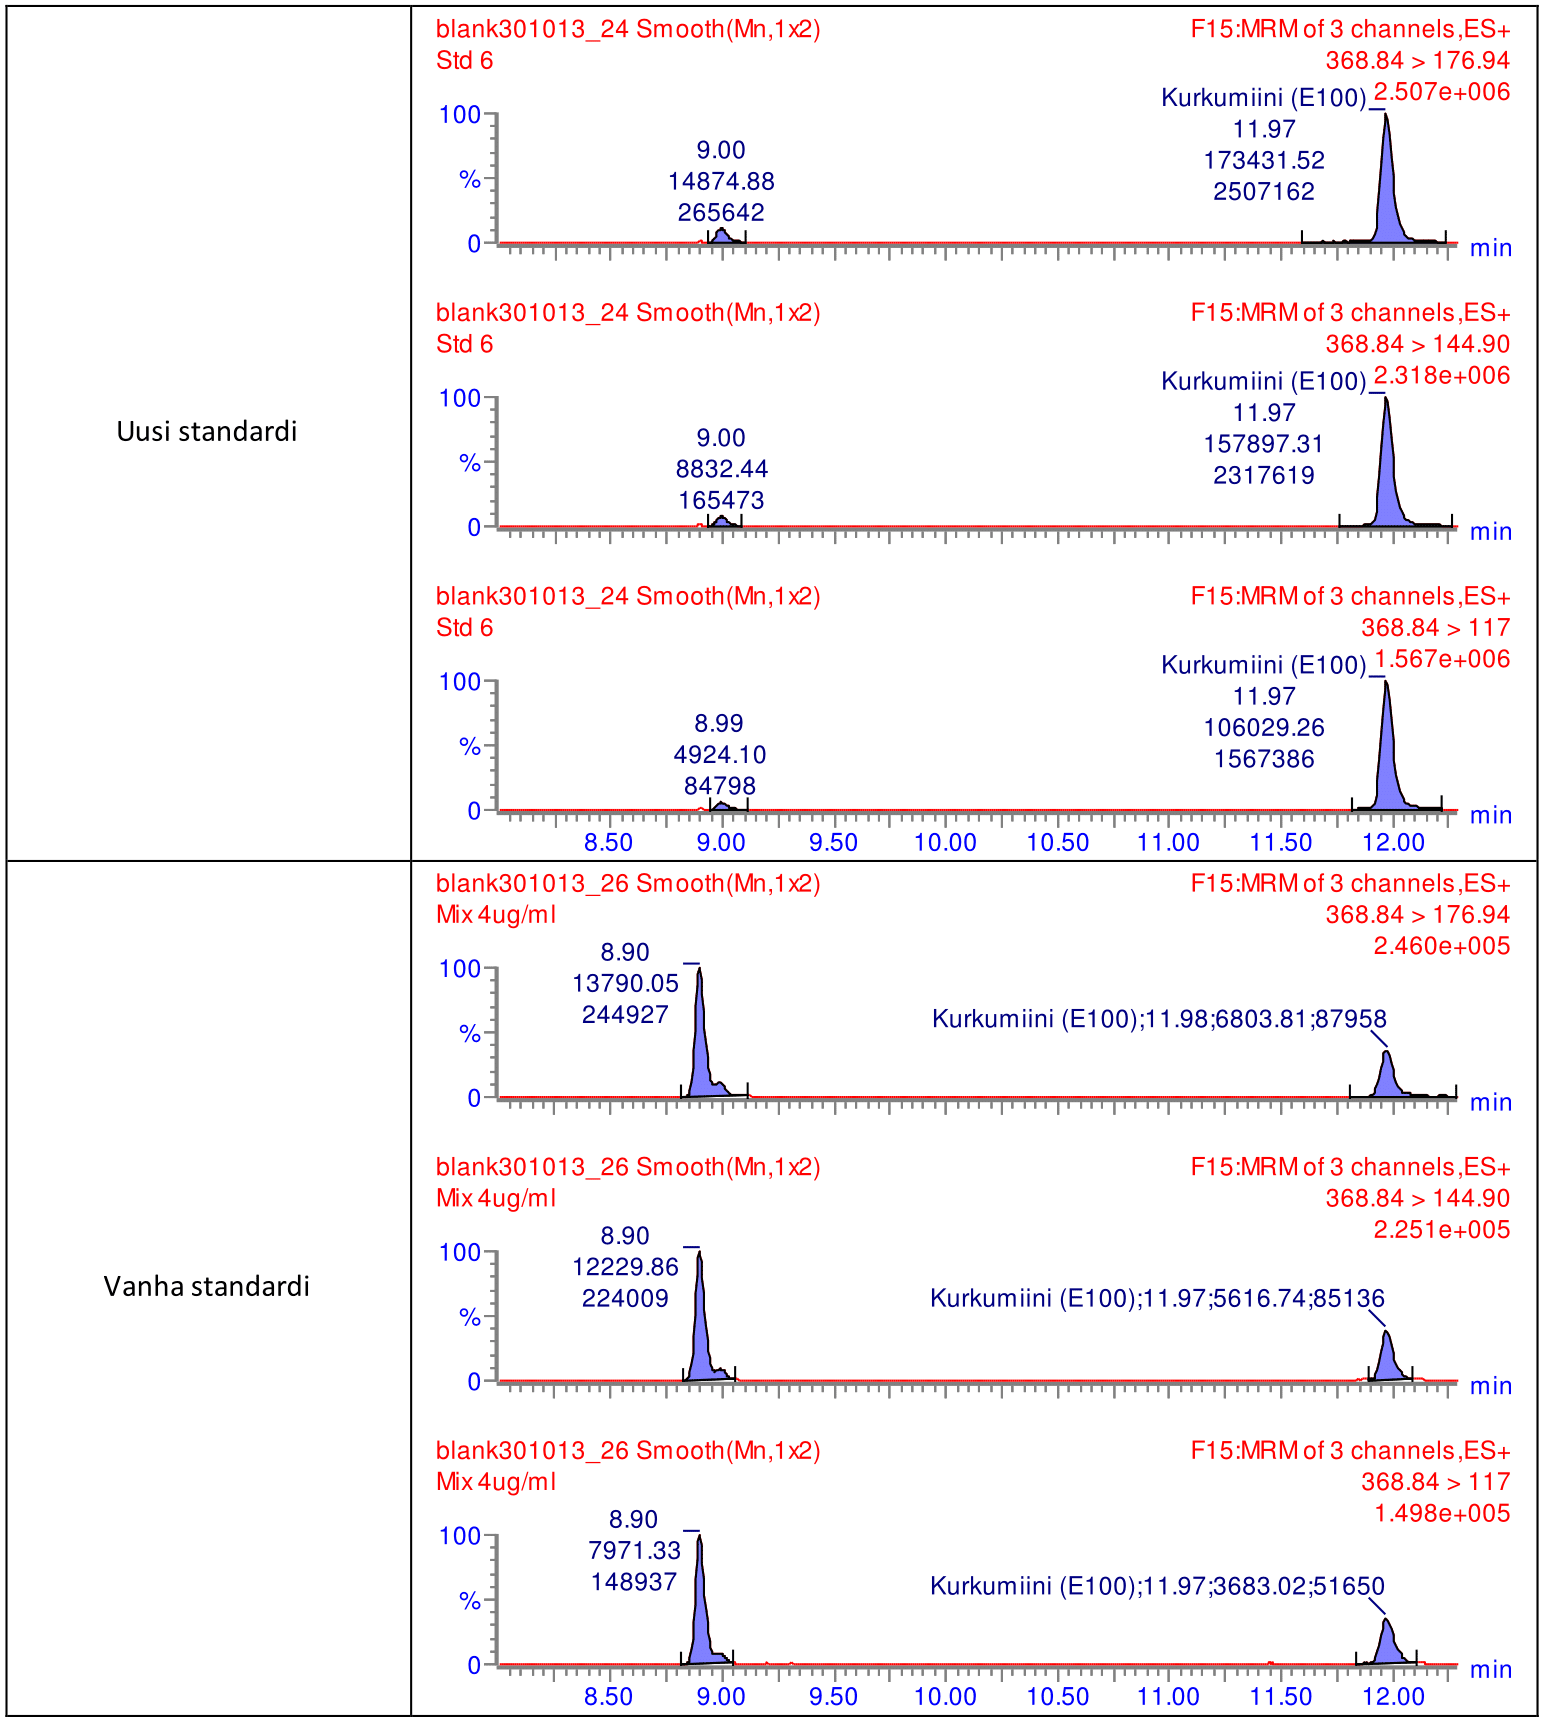 Uusi standardi
blank301013_24 Smooth(Mn,1x2)
F15:MRM of 3 channels,ES+
Std 6
368.84 > 176.94
2.507e+006
Kurkumiini (E100)
11.97
173431.52
2507162
9.00
14874.88
265642
100
%
0
min
blank301013_24 Smooth(Mn,1x2)
F15:MRM of 3 channels,ES+
Std 6
368.84 > 144.90
2.318e+006
Kurkumiini (E100)
11.97
157897.31
2317619
9.00
8832.44
165473
100
%
0
min
blank301013_24 Smooth(Mn,1x2)
F15:MRM of 3 channels,ES+
Std 6
368.84 > 117
1.567e+006
Kurkumiini (E100)
11.97
106029.26
1567386
8.99
4924.10
84798
100
%
0
min
8.50 9.00 9.50 10.00 10.50 11.00 11.50 12.00
Vanha standardi
blank301013_26 Smooth(Mn,1x2)
F15:MRM of 3 channels,ES+
Mix 4ug/ml
368.84 > 176.94
2.460e+005
8.90
13790.05
244927
Kurkumiini (E100);11.98;6803.81;87958
100
%
0
min
blank301013_26 Smooth(Mn,1x2)
F15:MRM of 3 channels,ES+
Mix 4ug/ml
368.84 > 144.90
2.251e+005
8.90
12229.86
224009
Kurkumiini (E100);11.97;5616.74;85136
100
%
0
min
blank301013_26 Smooth(Mn,1x2)
F15:MRM of 3 channels,ES+
Mix 4ug/ml
368.84 > 117
1.498e+005
8.90
7971.33
148937
Kurkumiini (E100);11.97;3683.02;51650
100
%
0
min
8.50 9.00 9.50 10.00 10.50 11.00 11.50 12.00